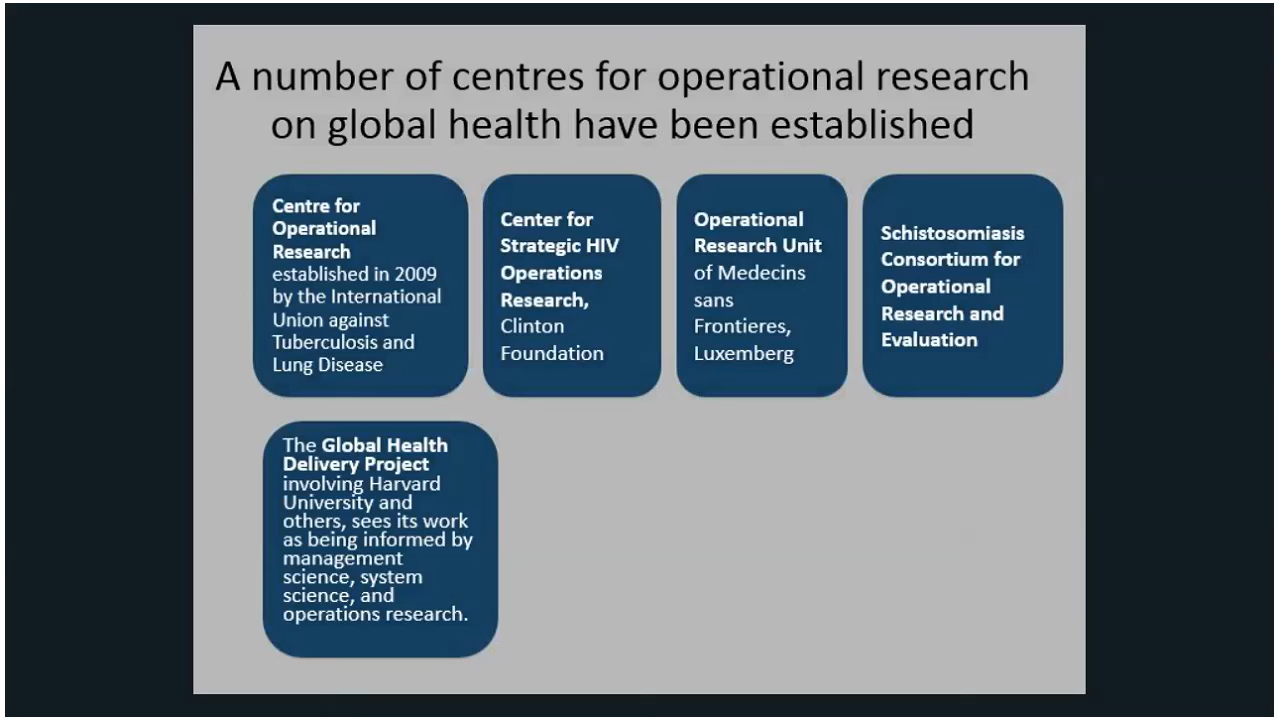 A number of centres for operational research
on global health have been established
Centre for
Operational
Research
established in 2009
by the International
Union against
Tuberculosis and
Lung Disease
Center for
Strategic HIV
Operations
Research,
Clinton
Foundation
Operational
Research Unit
of Medecins
sans
Frontieres,
Luxemberg
Schistosomiasis
Consortium for
Operational
Research and
Evaluation
The Global Health
Delivery Project
involving Harvard
University and
others, sees its work
as being informed by
management
science, system
science, and
operations research.